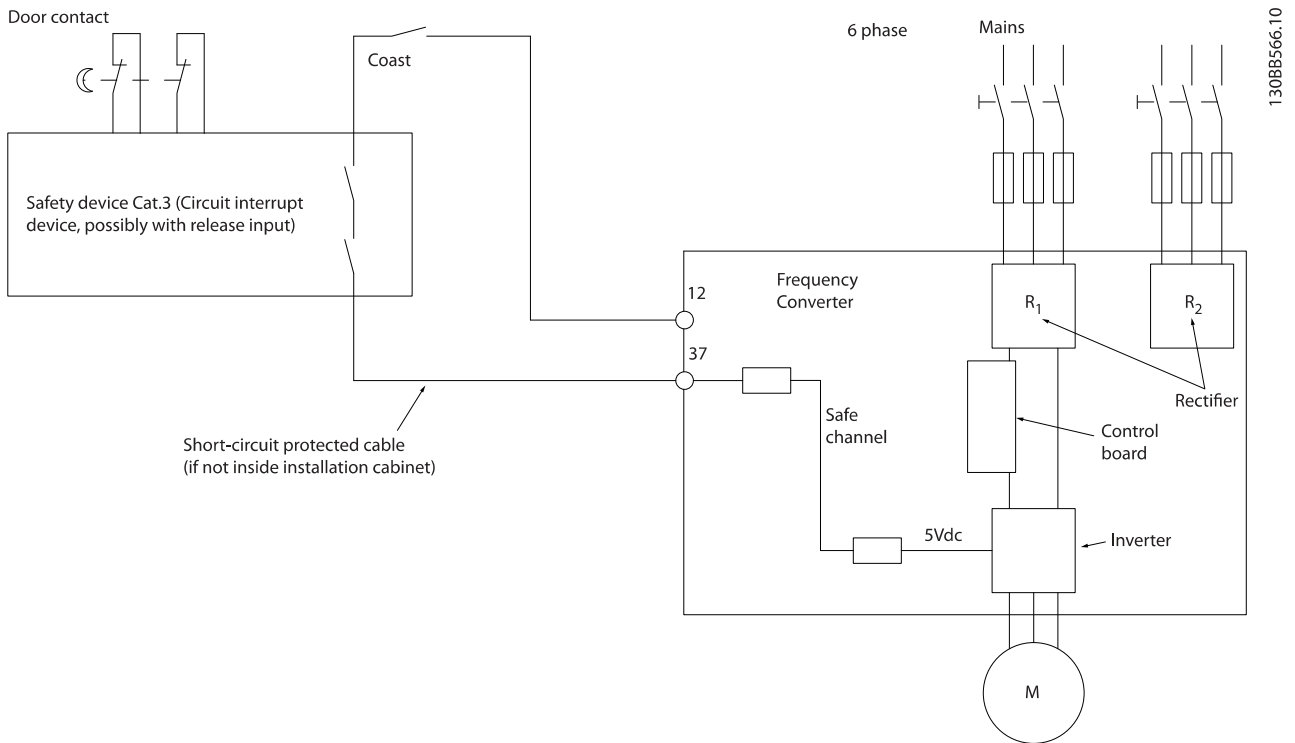 Door contact
Coast
6 phase
Mains
130BB566.10
Safety device Cat.3 (Circuit interrupt
device, possibly with release input)
12
Frequency
Converter
R1
R2
37
Rectifier
Safe
channel
Control
board
Short-circuit protected cable
(if not inside installation cabinet)
5Vdc
Inverter
M